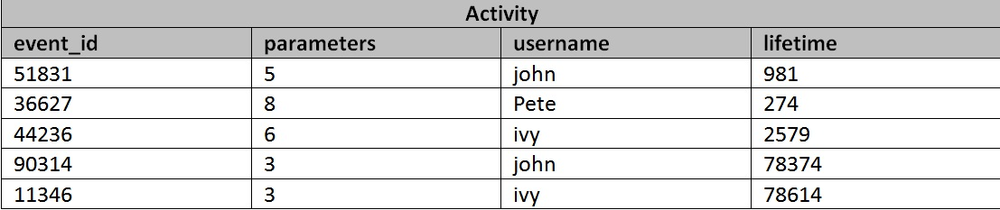 Activity
event_id parameters username lifetime
51831 5 john 981
36627 8 Pete 274
44236 6 ivy 2579
90314 3 john 78374
11346 3 ivy 78614